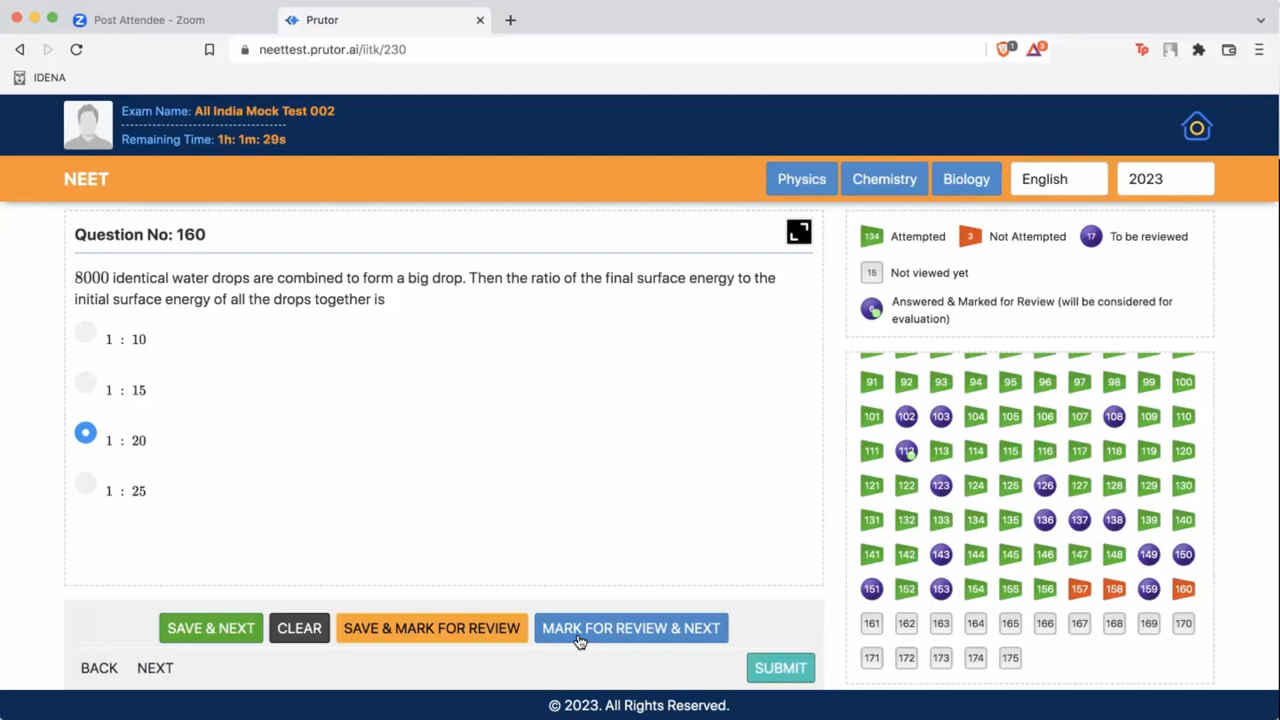 Post Attendee - Zoom
Prutor
neettest.prutor.ai/iitk/230
1
3
Tp
IDENA
Exam Name: All India Mock Test 002
Remaining Time: 1h: 1m: 29s
NEET
Physics
Chemistry
Biology
English
2023
Question No: 160
8000 identical water drops are combined to form a big drop. Then the ratio of the final surface energy to the
initial surface energy of all the drops together is
1 : 10
1 : 15
1 : 20
1 : 25
SAVE & NEXT
CLEAR
SAVE & MARK FOR REVIEW
MARK FOR REVIEW & NEXT
BACK
NEXT
SUBMIT
134 Attempted
3 Not Attempted
17 To be reviewed
15 Not viewed yet
Answered & Marked for Review (will be considered for
evaluation)
91 92 93 94 95 96 97 98 99 100
101 102 103 104 105 106 107 108 109 110
111 112 113 114 115 116 117 118 119 120
121 122 123 124 125 126 127 128 129 130
131 132 133 134 135 136 137 138 139 140
141 142 143 144 145 146 147 148 149 150
151 152 153 154 155 156 157 158 159 160
161 162 163 164 165 166 167 168 169 170
171 172 173 174 175
© 2023. All Rights Reserved.